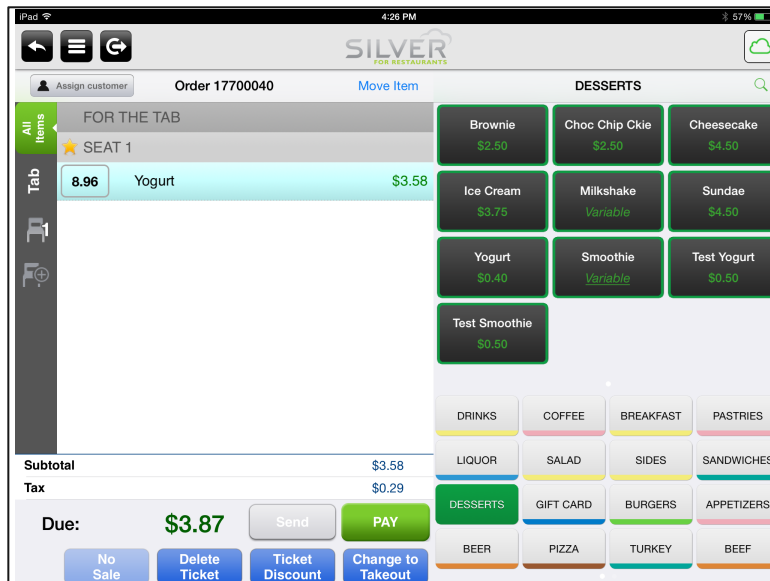 iPad 4:26 PM 57%
SILVER
FOR RESTAURANTS
Assign customer Order 17700040 Move Item DESSERTS
All Items
Tab
1
FOR THE TAB
SEAT 1
8.96 Yogurt $3.58
Brownie Choc Chip Ckie Cheesecake
$2.50 $2.50 $4.50
Ice Cream Milkshake Sundae
$3.75 Variable $4.50
Yogurt Smoothie Test Yogurt
$0.40 Variable $0.50
Test Smoothie
$0.50
DRINKS COFFEE BREAKFAST PASTRIES
LIQUOR SALAD SIDES SANDWICHES
DESSERTS GIFT CARD BURGERS APPETIZERS
BEER PIZZA TURKEY BEEF
Subtotal $3.58
Tax $0.29
Due: $3.87 Send PAY
No Sale Delete Ticket Ticket Discount Change to Takeout